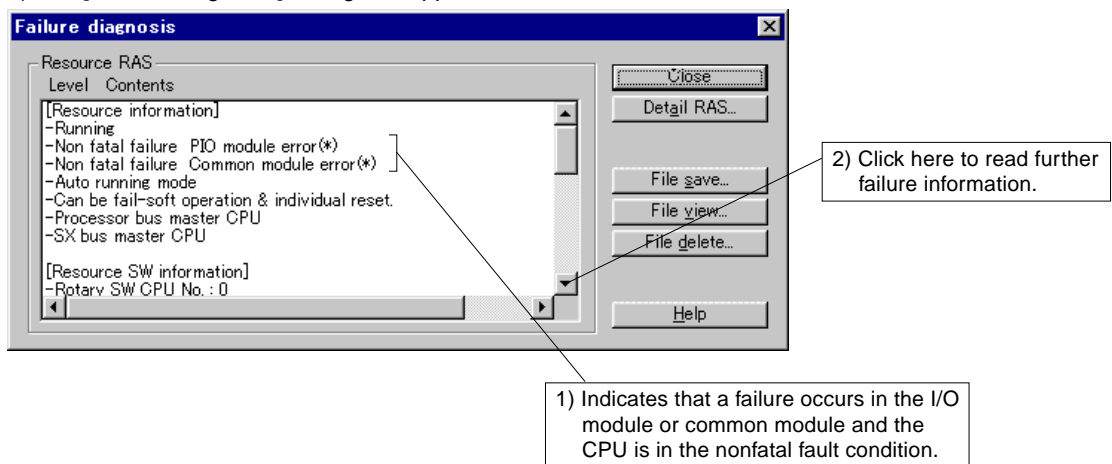 Failure diagnosis
Resource RAS
Level Contents
[Resource information]
-Running
-Non fatal failure PIO module error(*)
-Non fatal failure Common module error(*)
-Auto running mode
-Can be fail-soft operation & individual reset.
-Processor bus master CPU
-SX bus master CPU
[Resource SW information]
-Rotary SW CPU No. : 0
Close
Detail RAS...
File save...
File view...
File delete...
Help
2) Click here to read further
failure information.
1) Indicates that a failure occurs in the I/O
module or common module and the
CPU is in the nonfatal fault condition.